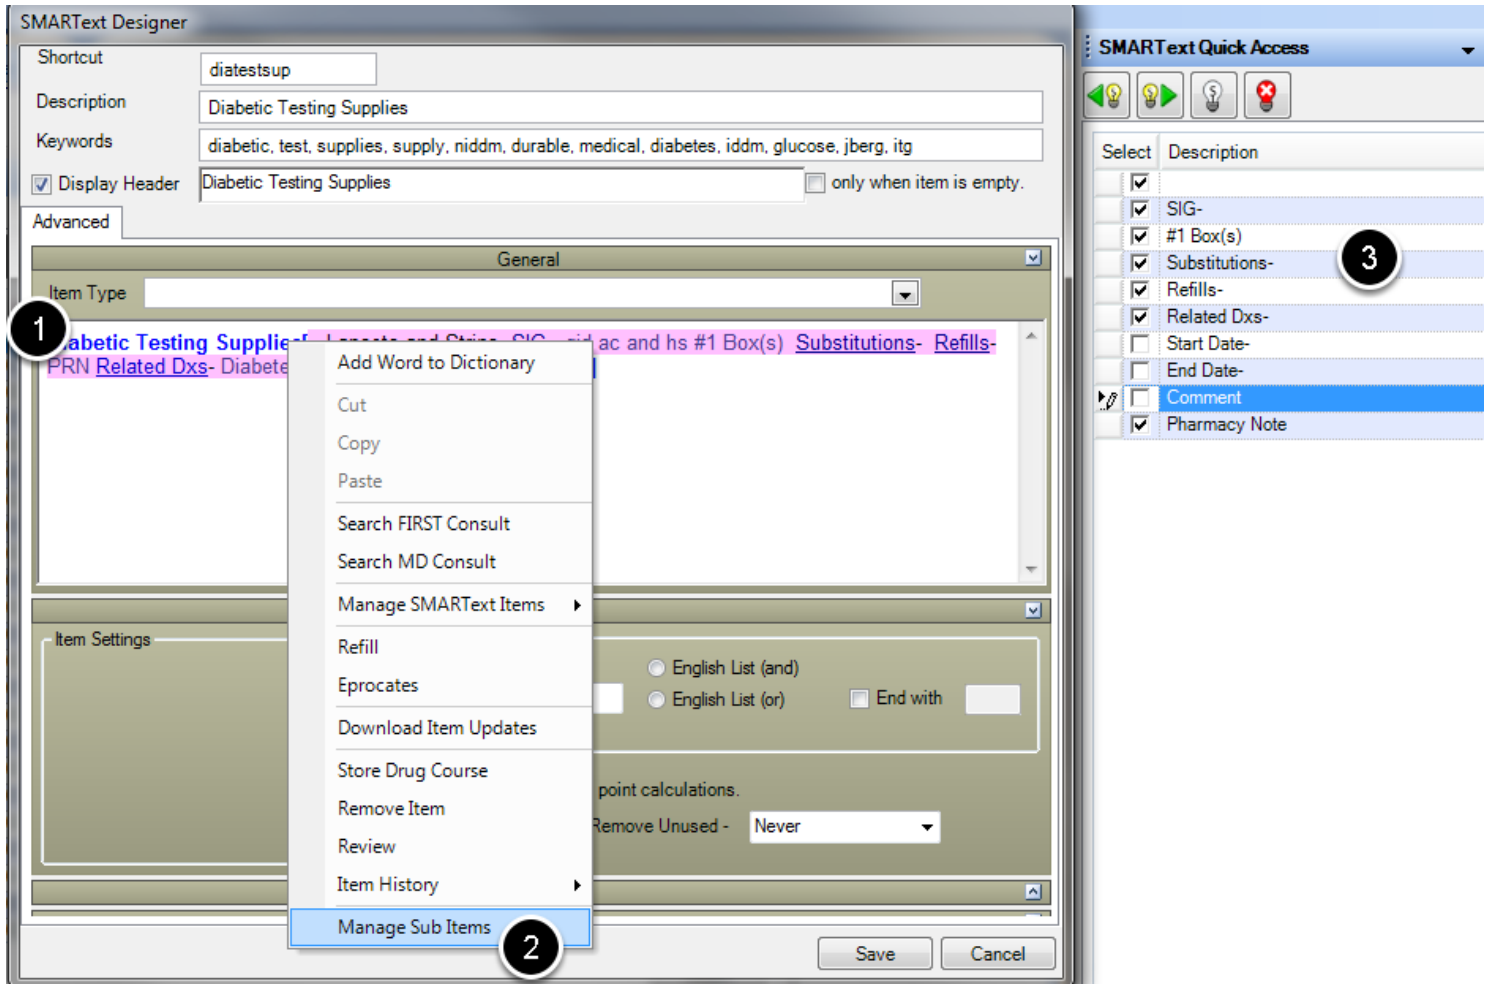 SMARText Designer
Shortcut
diatestsup
Description
Diabetic Testing Supplies
Keywords
diabetic, test, supplies, supply, niddm, durable, medical, diabetes, iddm, glucose, jberg, itg
Display Header
Diabetic Testing Supplies
only when item is empty.
Advanced
General
Item Type
1
Testing and Strips SIG- qid ac and hs #1 Box(s) Substitutions- Refills-
PRN Related Dxs-
Add Word to Dictionary
Cut
Copy
Paste
Search FIRST Consult
Search MD Consult
Manage SMARText Items
Refill
Eprocates
Download Item Updates
Store Drug Course
Remove Item
Review
Item History
Manage Sub Items
2
Item Settings
English List (and)
English List (or)
End with
point calculations.
Remove Unused -
Never
Save
Cancel
SMARText Quick Access
Select Description
SIG-
#1 Box(s)
3
Substitutions-
Refills-
Related Dxs-
Start Date-
End Date-
Comment
Pharmacy Note